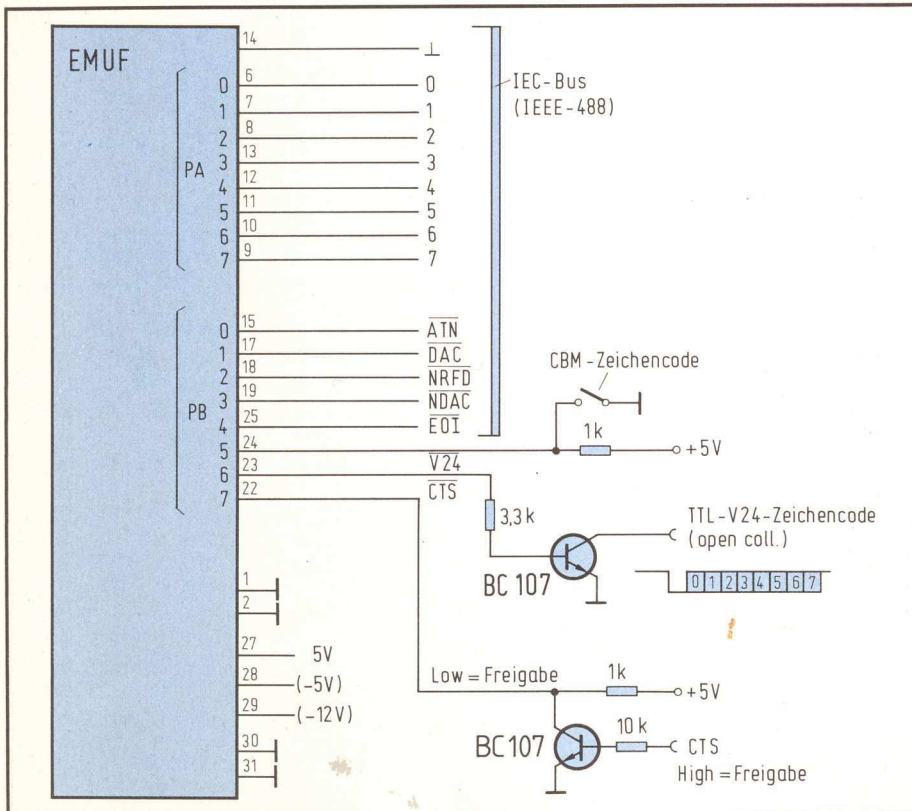 EMUF
14 ⊥
PA
0 6 0
1 7 1
2 8 2
3 13 3
4 12 4
5 11 5
6 10 6
7 9 7
IEC-Bus
(IEEE-488)
PB
0 15 ATN
1 17 DAC
2 18 NRFD
3 19 NDAC
4 25 EOI
5 24
6 23 V24
7 22 CTS
CBM-Zeichencode
1k
+5V
3,3k
BC 107
TTL-V24-Zeichencode
(open coll.)
0 1 2 3 4 5 6 7
1
2
27 5V
28 (-5V)
29 (-12V)
30
31
Low = Freigabe
1k
+5V
BC107
10k
CTS
High = Freigabe